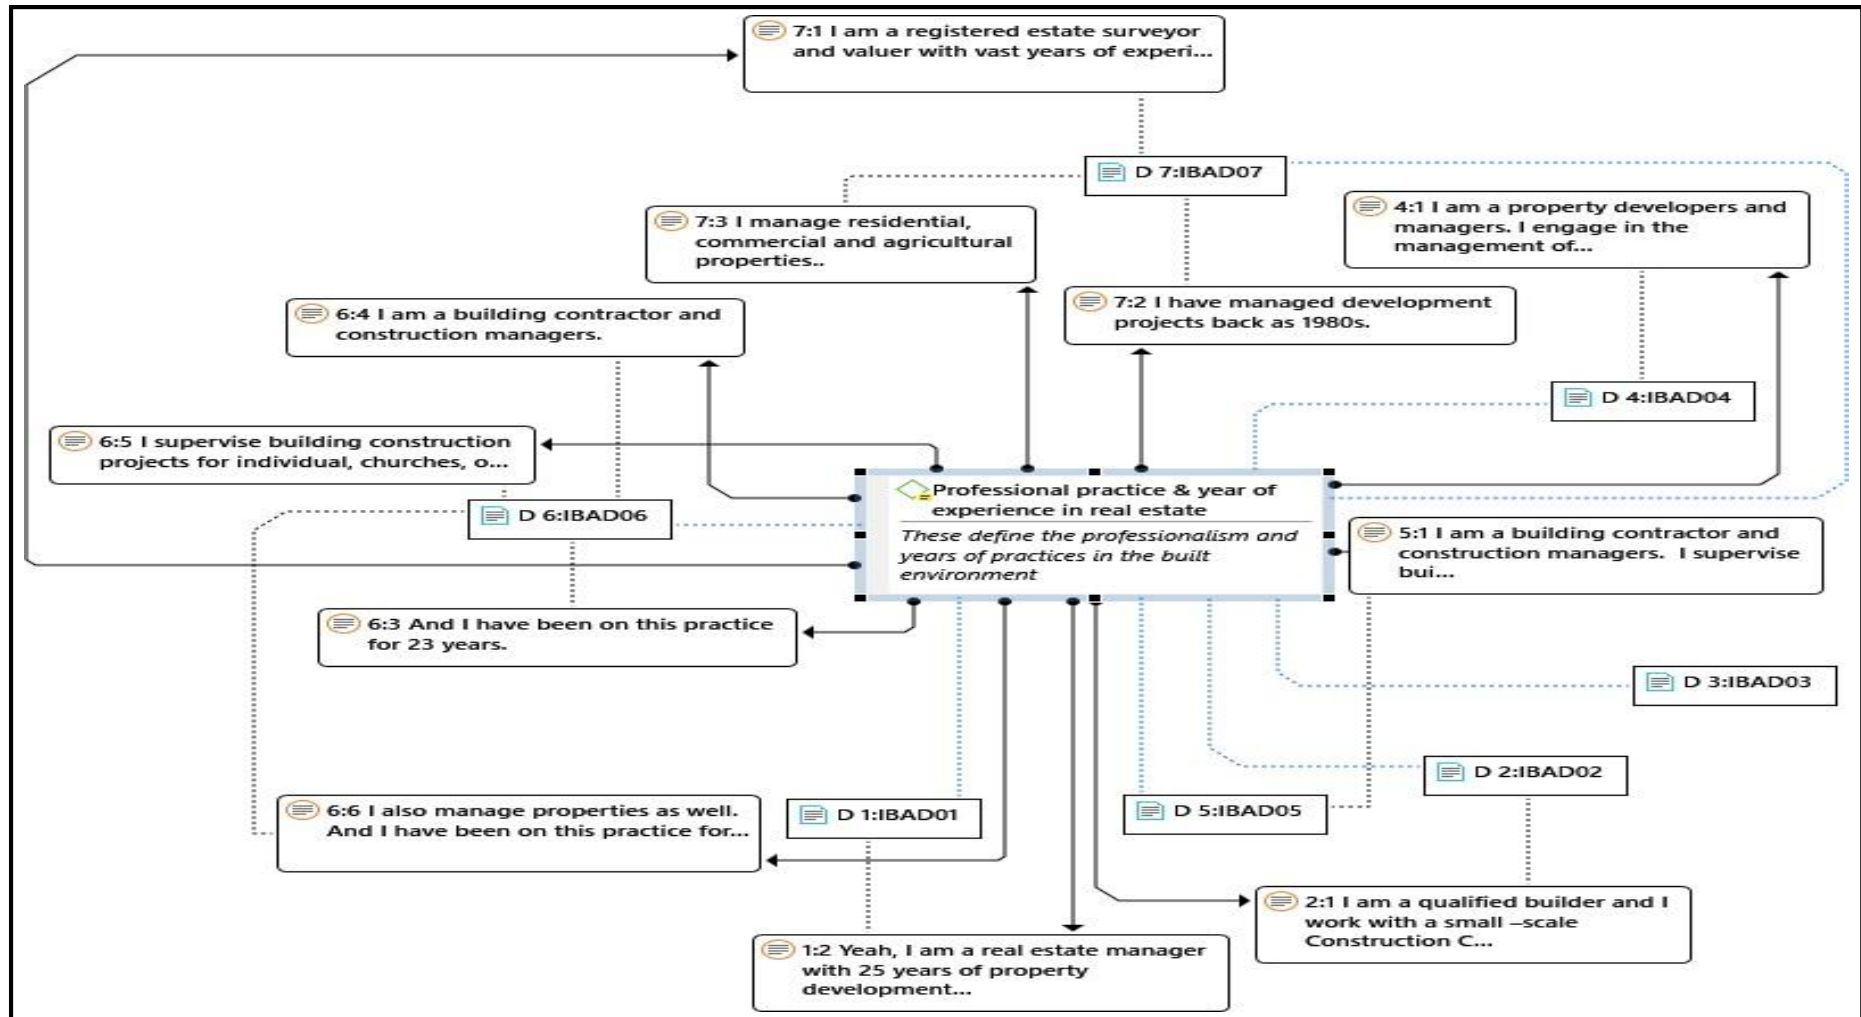 7:1 I am a registered estate surveyor
and valuer with vast years of experi...
D 7:IBAD07
7:3 I manage residential,
commercial and agricultural
properties..
4:1 I am a property developers and
managers. I engage in the
management of...
7:2 I have managed development
projects back as 1980s.
6:4 I am a building contractor and
construction managers.
D 4:IBAD04
6:5 I supervise building construction
projects for individual, churches, o...
D 6:IBAD06
Professional practice & year of
experience in real estate
These define the professionalism and
years of practices in the built
environment
5:1 I am a building contractor and
construction managers.  I supervise
bui...
6:3 And I have been on this practice
for 23 years.
D 3:IBAD03
D 2:IBAD02
6:6 I also manage properties as well.
And I have been on this practice for...
D 1:IBAD01
D 5:IBAD05
2:1 I am a qualified builder and I
work with a small –scale
Construction C...
1:2 Yeah, I am a real estate manager
with 25 years of property
development...